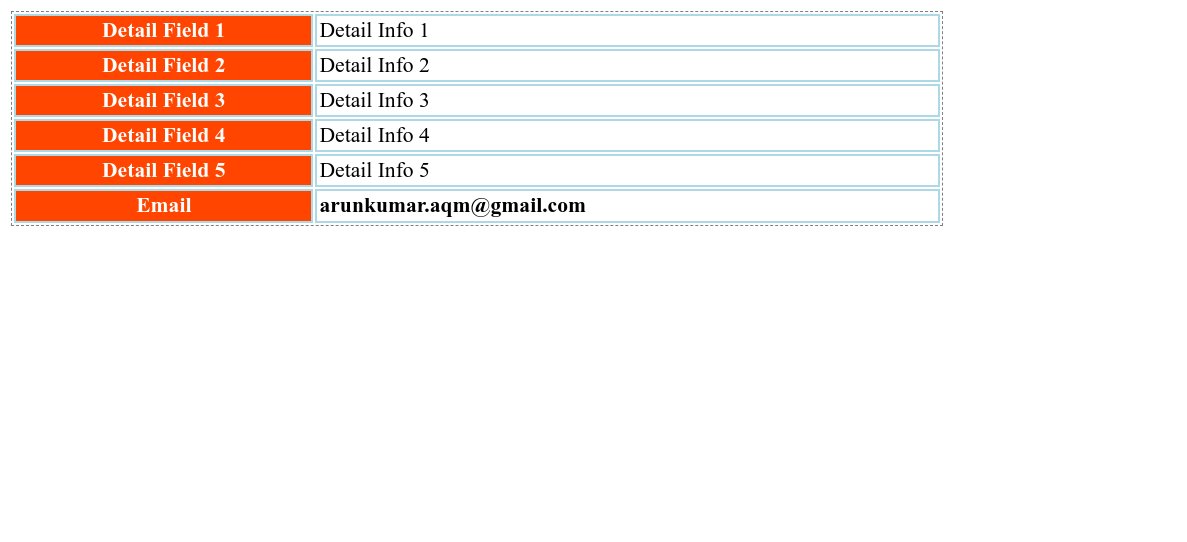 Detail Field 1 Detail Info 1
Detail Field 2 Detail Info 2
Detail Field 3 Detail Info 3
Detail Field 4 Detail Info 4
Detail Field 5 Detail Info 5
Email arunkumar.aqm@gmail.com